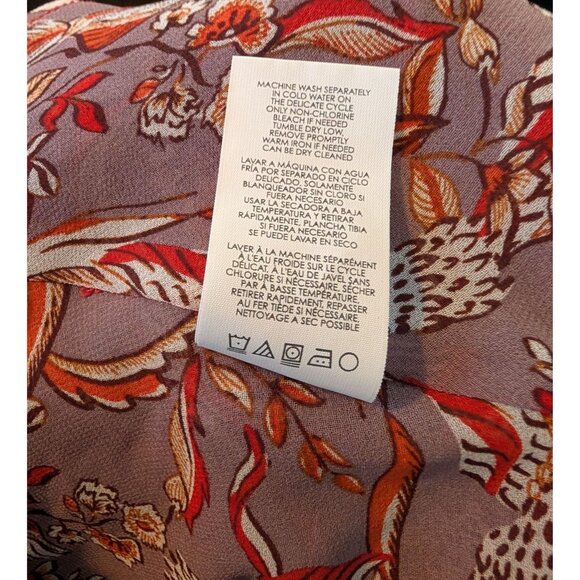 MACHINE WASH SEPARATELY
IN COLD WATER ON
THE DELICATE CYCLE
ONLY NON-CHLORINE
BLEACH IF NEEDED
TUMBLE DRY LOW,
REMOVE PROMPTLY
WARM IRON IF NEEDED
CAN BE DRY CLEANED
LAVAR A MÁQUINA CON AGUA
FRÍA POR SEPARADO EN CICLO
DELICADO, SOLAMENTE
BLANQUEADOR SIN CLORO SI
FUERA NECESARIO
USAR LA SECADORA A BAJA
TEMPERATURA Y RETIRAR
RÁPIDAMENTE, PLANCHA TIBIA
SI FUERA NECESARIO
SE PUEDE LAVAR EN SECO
LAVER À LA MACHINE SÉPARÉMENT
À L'EAU FROIDE SUR LE CYCLE
DÉLICAT, À L'EAU DE JAVEL SANS
CHLORURE SI NÉCESSAIRE, SÉCHER
PAR À BASSE TEMPÉRATURE,
RETIRER RAPIDEMENT, REPASSER
AU FER TIÈDE SI NÉCESSAIRE,
NETTOYAGE A SEC POSSIBLE